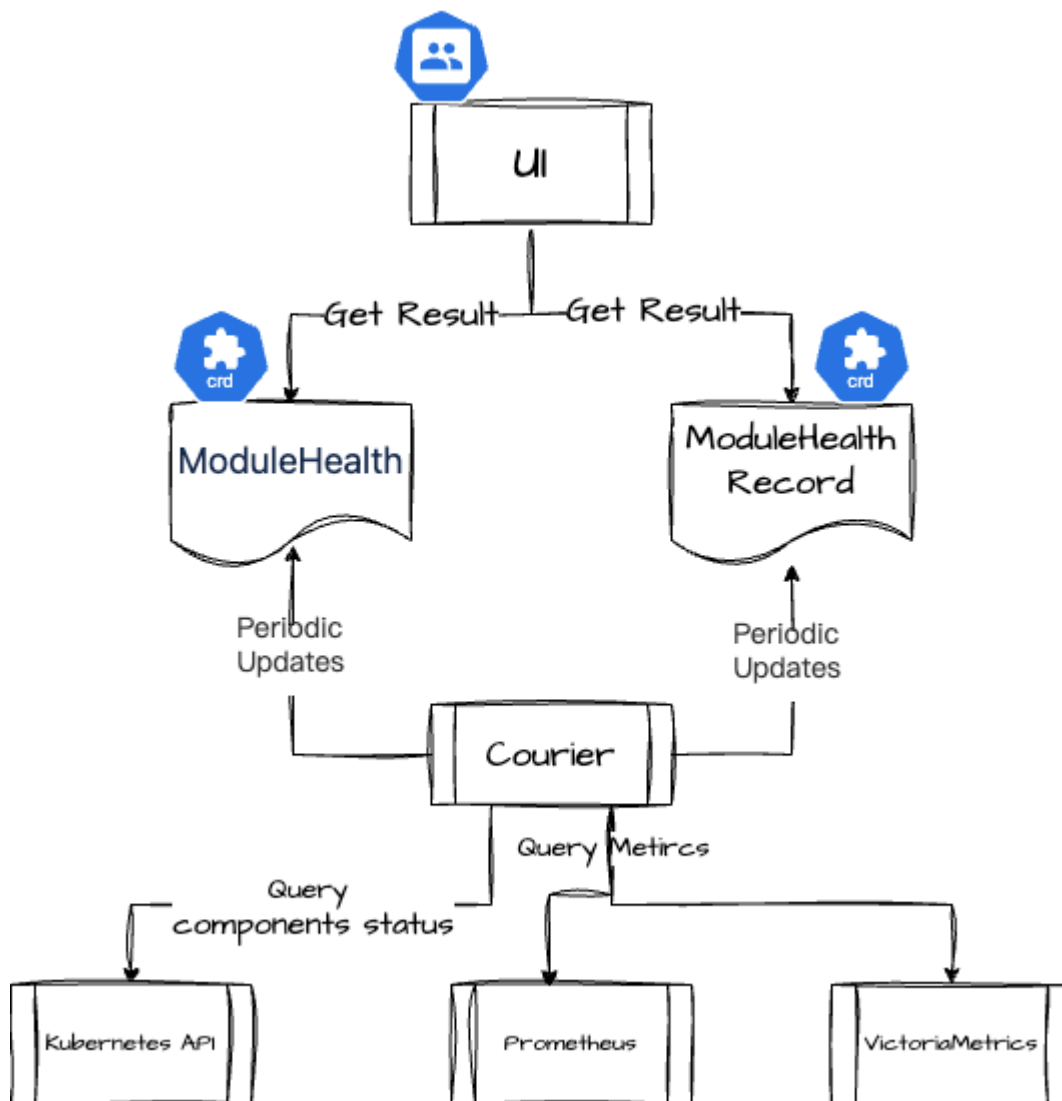 UI
Get Result
Get Result
crd
crd
ModuleHealth
ModuleHealth
Record
Periodic
Updates
Periodic
Updates
Courier
Query Metircs
Query
components status
Kubernetes API
Prometheus
VictoriaMetrics